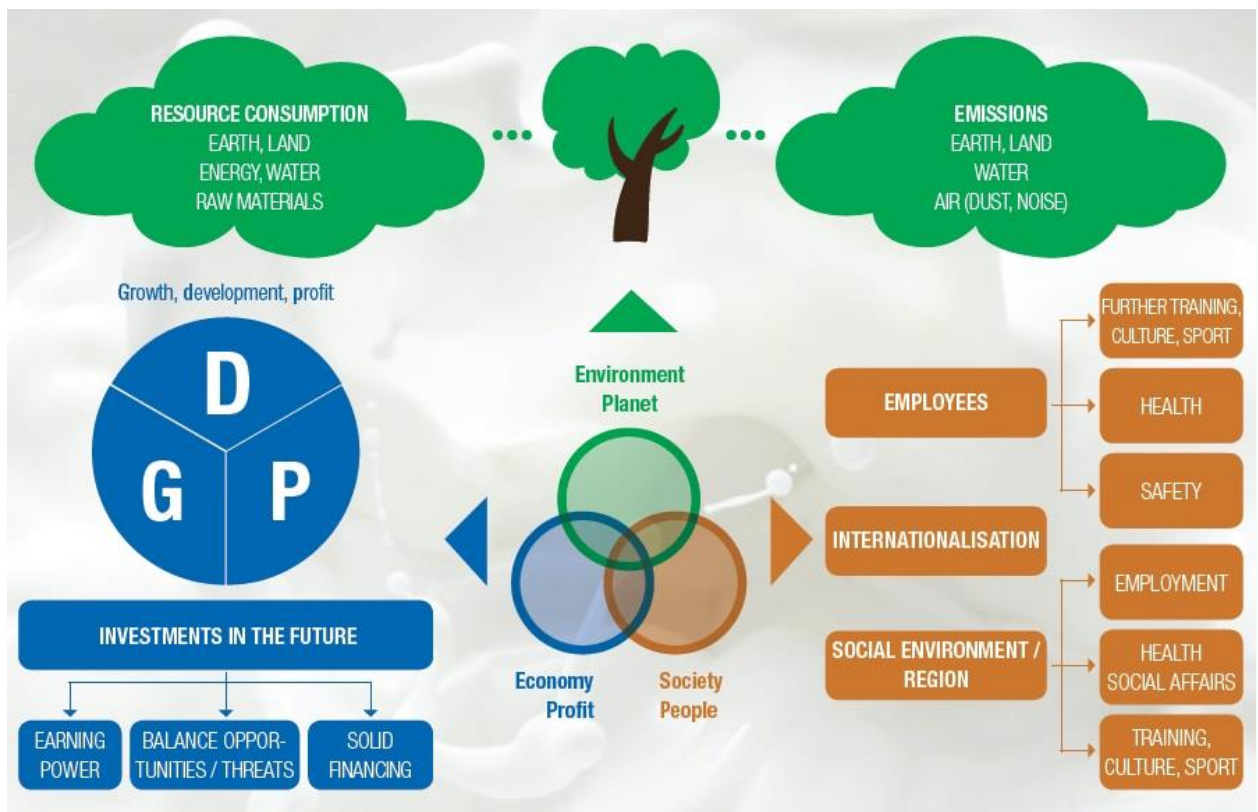 RESOURCE CONSUMPTION
EARTH, LAND
ENERGY, WATER
RAW MATERIALS
EMISSIONS
EARTH, LAND
WATER
AIR (DUST, NOISE)
Growth, development, profit
D
G
P
INVESTMENTS IN THE FUTURE
EARNING
POWER
BALANCE OPPOR-
TUNITIES / THREATS
SOLID
FINANCING
Environment
Planet
Economy
Profit
Society
People
EMPLOYEES
FURTHER TRAINING,
CULTURE, SPORT
HEALTH
SAFETY
INTERNATIONALISATION
SOCIAL ENVIRONMENT /
REGION
EMPLOYMENT
HEALTH
SOCIAL AFFAIRS
TRAINING,
CULTURE, SPORT